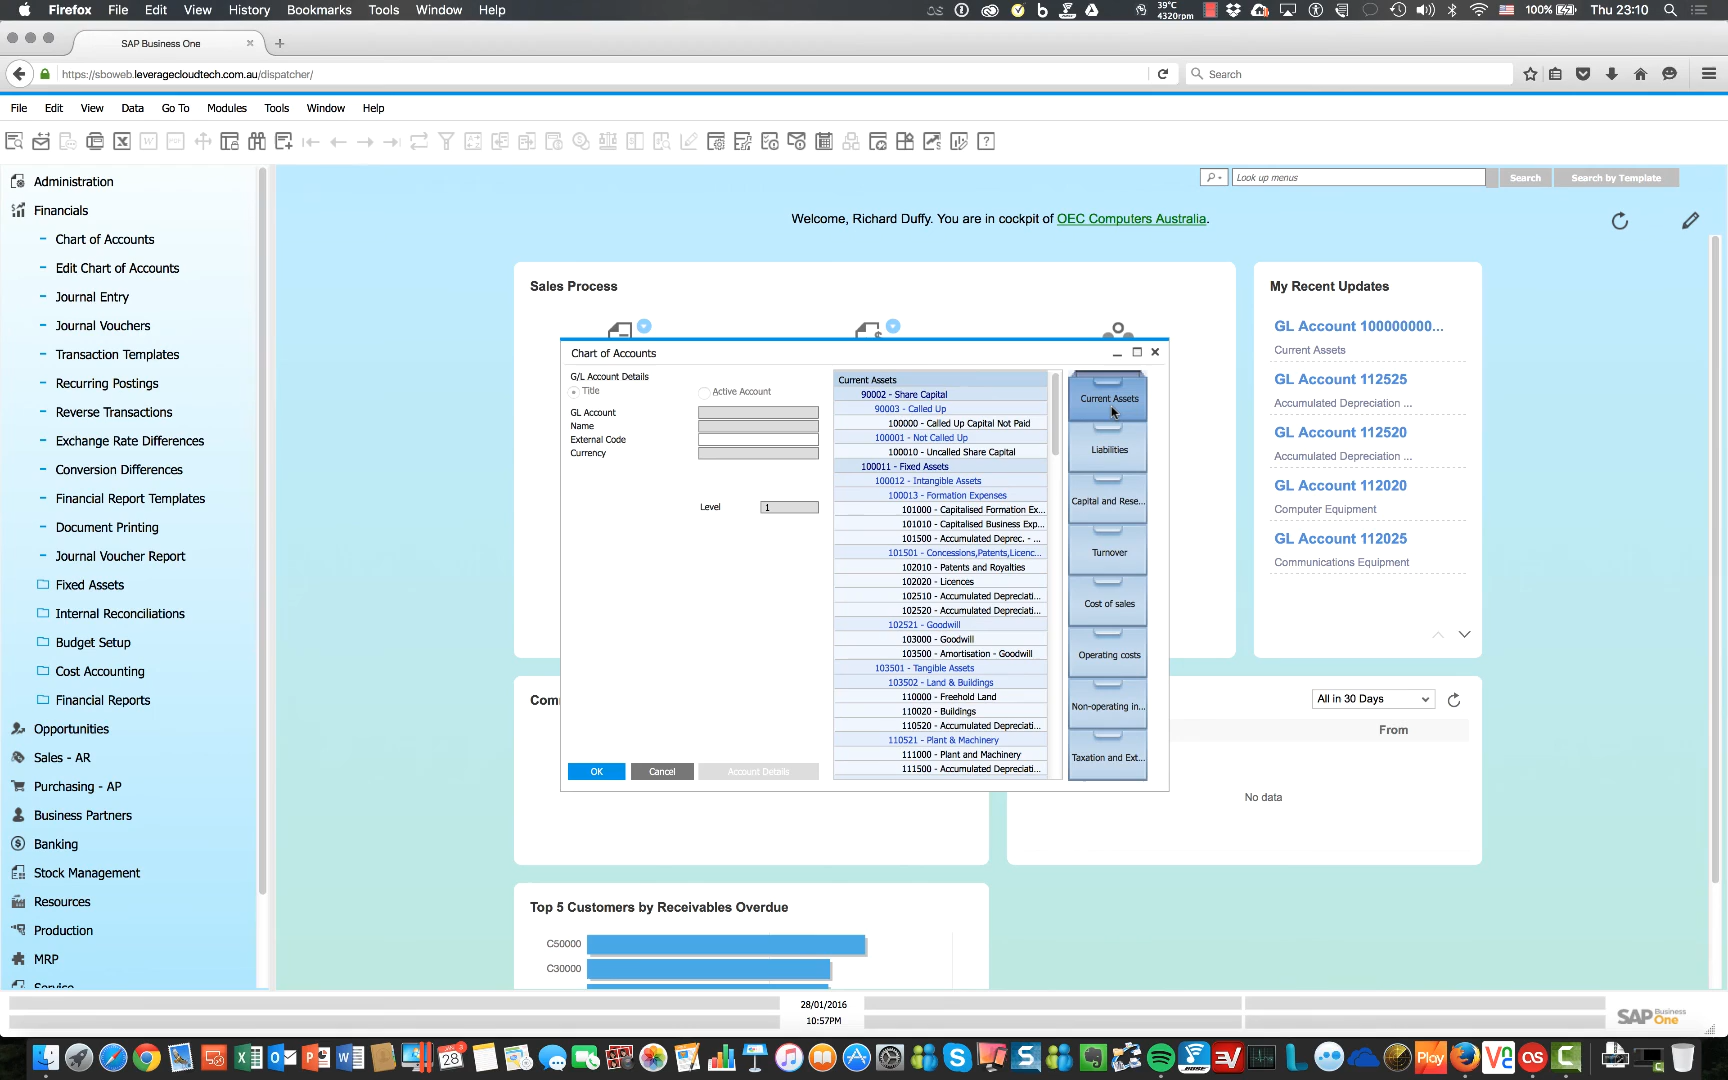 Firefox File Edit View History Bookmarks Tools Window Help
39°C
4320rpm
100%
Thu 23:10
SAP Business One
https://sboweb.leveragecloudtech.com.au/dispatcher/
Search
File Edit View Data Go To Modules Tools Window Help
Administration
Financials
Chart of Accounts
Edit Chart of Accounts
Journal Entry
Journal Vouchers
Transaction Templates
Recurring Postings
Reverse Transactions
Exchange Rate Differences
Conversion Differences
Financial Report Templates
Document Printing
Journal Voucher Report
Fixed Assets
Internal Reconciliations
Budget Setup
Cost Accounting
Financial Reports
Opportunities
Sales - AR
Purchasing - AP
Business Partners
Banking
Stock Management
Resources
Production
MRP
Service
Look up menus
Search
Search by Template
Welcome, Richard Duffy. You are in cockpit of OEC Computers Australia.
Sales Process
My Recent Updates
GL Account 100000000...
Current Assets
GL Account 112525
Accumulated Depreciation ...
GL Account 112520
Accumulated Depreciation ...
GL Account 112020
Computer Equipment
GL Account 112025
Communications Equipment
Chart of Accounts
G/L Account Details
Title
Active Account
GL Account
Name
External Code
Currency
Level 1
OK
Cancel
Account Details
Current Assets
90002 - Share Capital
90003 - Called Up
100000 - Called Up Capital Not Paid
100001 - Not Called Up
100010 - Uncalled Share Capital
100011 - Fixed Assets
100012 - Intangible Assets
100013 - Formation Expenses
101000 - Capitalised Formation Ex...
101010 - Capitalised Business Exp...
101500 - Accumulated Deprec. - ...
101501 - Concessions,Patents,Licenc...
102010 - Patents and Royalties
102020 - Licences
102510 - Accumulated Depreciati...
102520 - Accumulated Depreciati...
102521 - Goodwill
103000 - Goodwill
103500 - Amortisation - Goodwill
103501 - Tangible Assets
103502 - Land & Buildings
110000 - Freehold Land
110020 - Buildings
110520 - Accumulated Depreciati...
110521 - Plant & Machinery
111000 - Plant and Machinery
111500 - Accumulated Depreciati...
Current Assets
Liabilities
Capital and Rese...
Turnover
Cost of sales
Operating costs
Non-operating in...
Taxation and Ext...
Com
All in 30 Days
From
No data
Top 5 Customers by Receivables Overdue
C50000
C30000
28/01/2016
10:57PM
SAP Business One